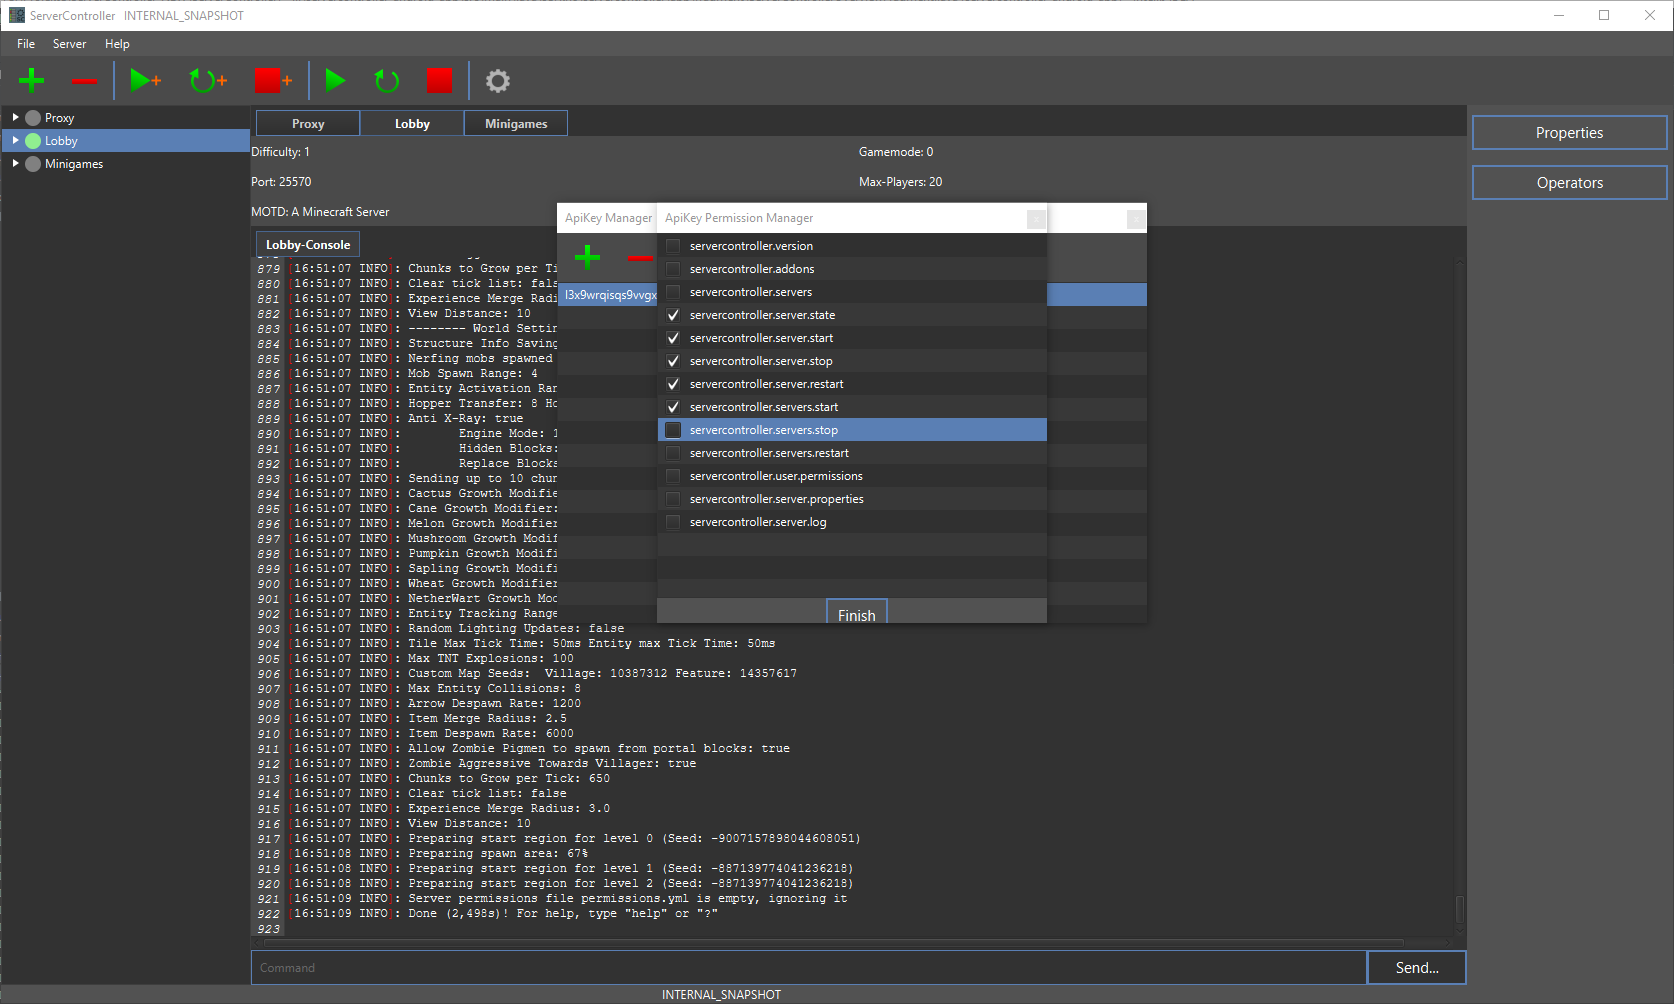 ServerController INTERNAL_SNAPSHOT
File Server Help
Proxy
Lobby
Minigames
Proxy Lobby Minigames
Difficulty: 1
Gamemode: 0
Port: 25570
Max-Players: 20
MOTD: A Minecraft Server
Properties
Operators
Lobby-Console
879 [16:51:07 INFO]: Chunks to Grow per Ti
880 [16:51:07 INFO]: Clear tick list: fals
881 [16:51:07 INFO]: Experience Merge Radi
882 [16:51:07 INFO]: View Distance: 10
883 [16:51:07 INFO]: -------- World Settin
884 [16:51:07 INFO]: Structure Info Saving
885 [16:51:07 INFO]: Nerfing mobs spawned
886 [16:51:07 INFO]: Mob Spawn Range: 4
887 [16:51:07 INFO]: Entity Activation Ran
888 [16:51:07 INFO]: Hopper Transfer: 8 Ho
889 [16:51:07 INFO]: Anti X-Ray: true
890 [16:51:07 INFO]: Engine Mode: 1
891 [16:51:07 INFO]: Hidden Blocks:
892 [16:51:07 INFO]: Replace Blocks
893 [16:51:07 INFO]: Sending up to 10 chun
894 [16:51:07 INFO]: Cactus Growth Modifie
895 [16:51:07 INFO]: Cane Growth Modifier:
896 [16:51:07 INFO]: Melon Growth Modifier
897 [16:51:07 INFO]: Mushroom Growth Modif
898 [16:51:07 INFO]: Pumpkin Growth Modifi
899 [16:51:07 INFO]: Sapling Growth Modifi
900 [16:51:07 INFO]: Wheat Growth Modifier
901 [16:51:07 INFO]: NetherWart Growth Mod
902 [16:51:07 INFO]: Entity Tracking Range
903 [16:51:07 INFO]: Random Lighting Updates: false
904 [16:51:07 INFO]: Tile Max Tick Time: 50ms Entity max Tick Time: 50ms
905 [16:51:07 INFO]: Max TNT Explosions: 100
906 [16:51:07 INFO]: Custom Map Seeds:  Village: 10387312 Feature: 14357617
907 [16:51:07 INFO]: Max Entity Collisions: 8
908 [16:51:07 INFO]: Arrow Despawn Rate: 1200
909 [16:51:07 INFO]: Item Merge Radius: 2.5
910 [16:51:07 INFO]: Item Despawn Rate: 6000
911 [16:51:07 INFO]: Allow Zombie Pigmen to spawn from portal blocks: true
912 [16:51:07 INFO]: Zombie Aggressive Towards Villager: true
913 [16:51:07 INFO]: Chunks to Grow per Tick: 650
914 [16:51:07 INFO]: Clear tick list: false
915 [16:51:07 INFO]: Experience Merge Radius: 3.0
916 [16:51:07 INFO]: View Distance: 10
917 [16:51:07 INFO]: Preparing start region for level 0 (Seed: -9007157898044608051)
918 [16:51:08 INFO]: Preparing spawn area: 67%
919 [16:51:08 INFO]: Preparing start region for level 1 (Seed: -887139774041236218)
920 [16:51:08 INFO]: Preparing start region for level 2 (Seed: -887139774041236218)
921 [16:51:09 INFO]: Server permissions file permissions.yml is empty, ignoring it
922 [16:51:09 INFO]: Done (2,498s)! For help, type "help" or "?"
923
ApiKey Manager
l3x9wrqisqs9vvgx
ApiKey Permission Manager
servercontroller.version
servercontroller.addons
servercontroller.servers
servercontroller.server.state
servercontroller.server.start
servercontroller.server.stop
servercontroller.server.restart
servercontroller.servers.start
servercontroller.servers.stop
servercontroller.servers.restart
servercontroller.user.permissions
servercontroller.server.properties
servercontroller.server.log
Finish
Command
Send...
INTERNAL_SNAPSHOT